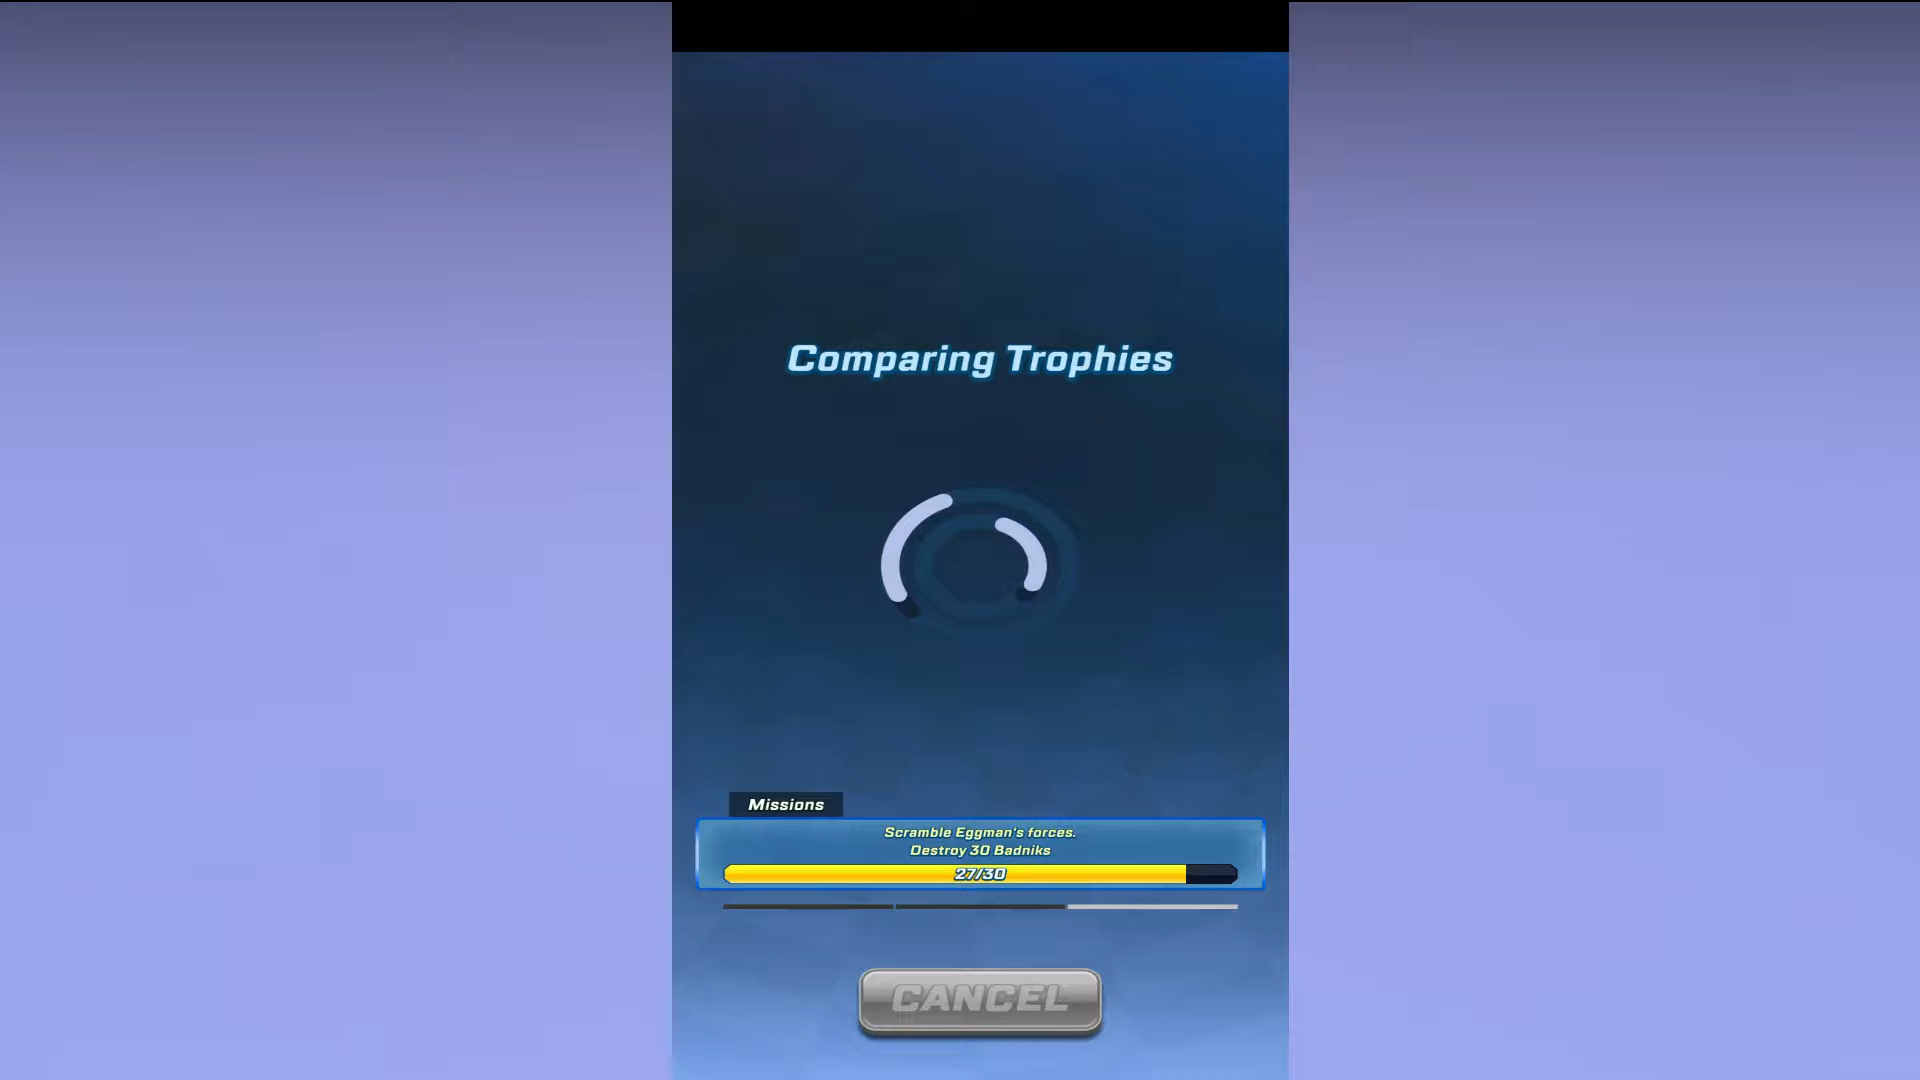 Comparing Trophies
Missions
Scramble Eggman's forces.
Destroy 30 Badniks
27/30
CANCEL